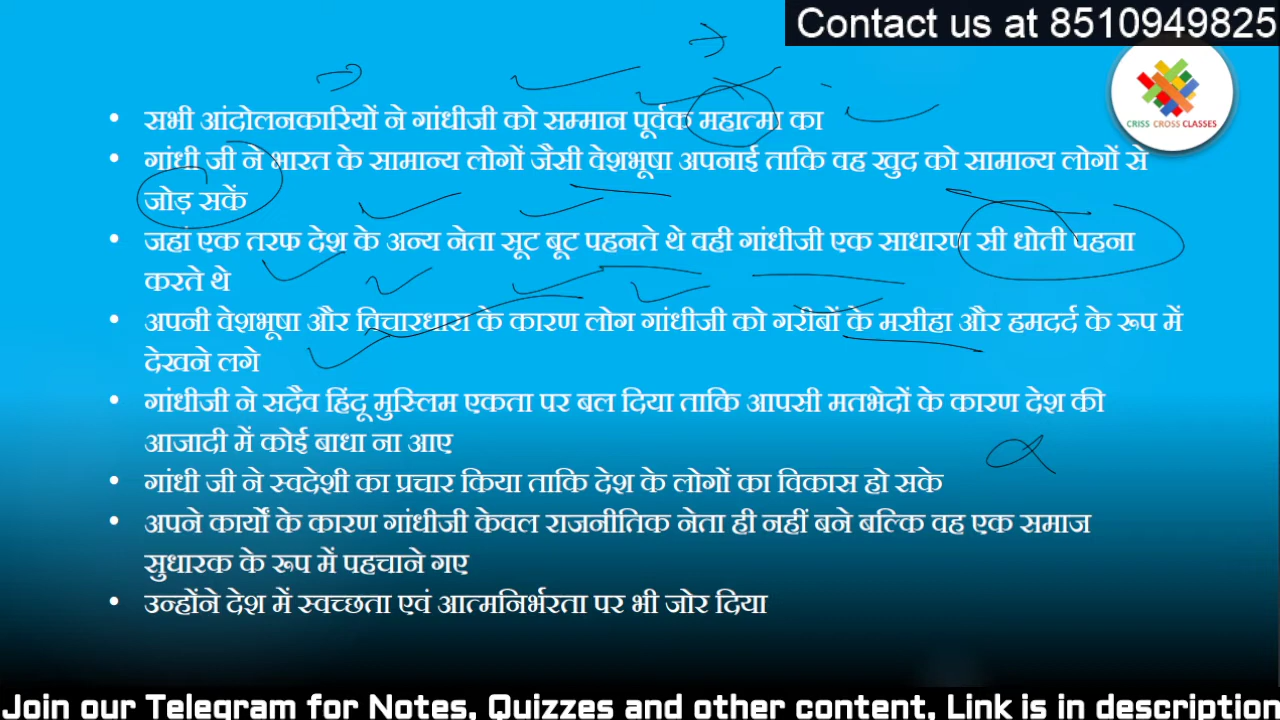 Contact us at 8510949825
CRISS CROSS CLASSES
• सभी आंदोलनकारियों ने गांधीजी को सम्मान पूर्वक महात्मा का
• गांधी जी ने भारत के सामान्य लोगों जैसी वेशभूषा अपनाई ताकि वह खुद को सामान्य लोगों से
जोड़ सकें
• जहां एक तरफ देश के अन्य नेता सूट बूट पहनते थे वही गांधीजी एक साधारण सी धोती पहना
करते थे
• अपनी वेशभूषा और विचारधारा के कारण लोग गांधीजी को गरीबों के मसीहा और हमदर्द के रूप में
देखने लगे
• गांधीजी ने सदैव हिंदू मुस्लिम एकता पर बल दिया ताकि आपसी मतभेदों के कारण देश की
आजादी में कोई बाधा ना आए
• गांधी जी ने स्वदेशी का प्रचार किया ताकि देश के लोगों का विकास हो सके
• अपने कार्यों के कारण गांधीजी केवल राजनीतिक नेता ही नहीं बने बल्कि वह एक समाज
सुधारक के रूप में पहचाने गए
• उन्होंने देश में स्वच्छता एवं आत्मनिर्भरता पर भी जोर दिया
Join our Telegram for Notes, Quizzes and other content, Link is in description